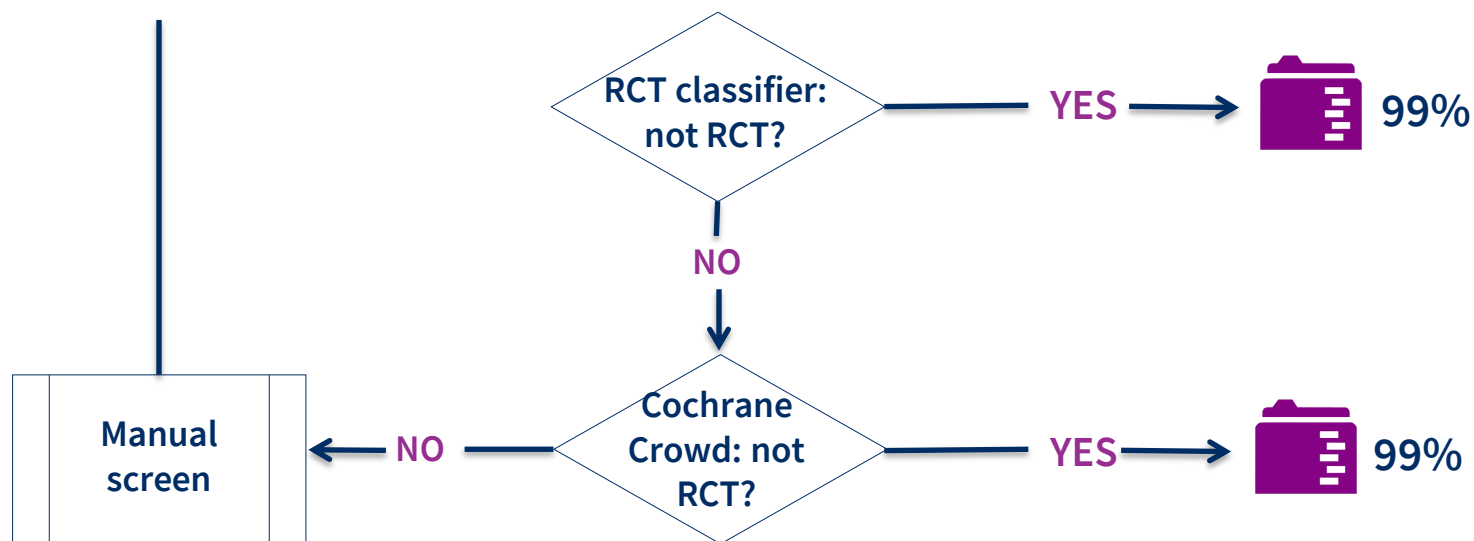 RCT classifier:
not RCT?
YES
99%
NO
Cochrane
Crowd: not
RCT?
YES
99%
NO
Manual
screen